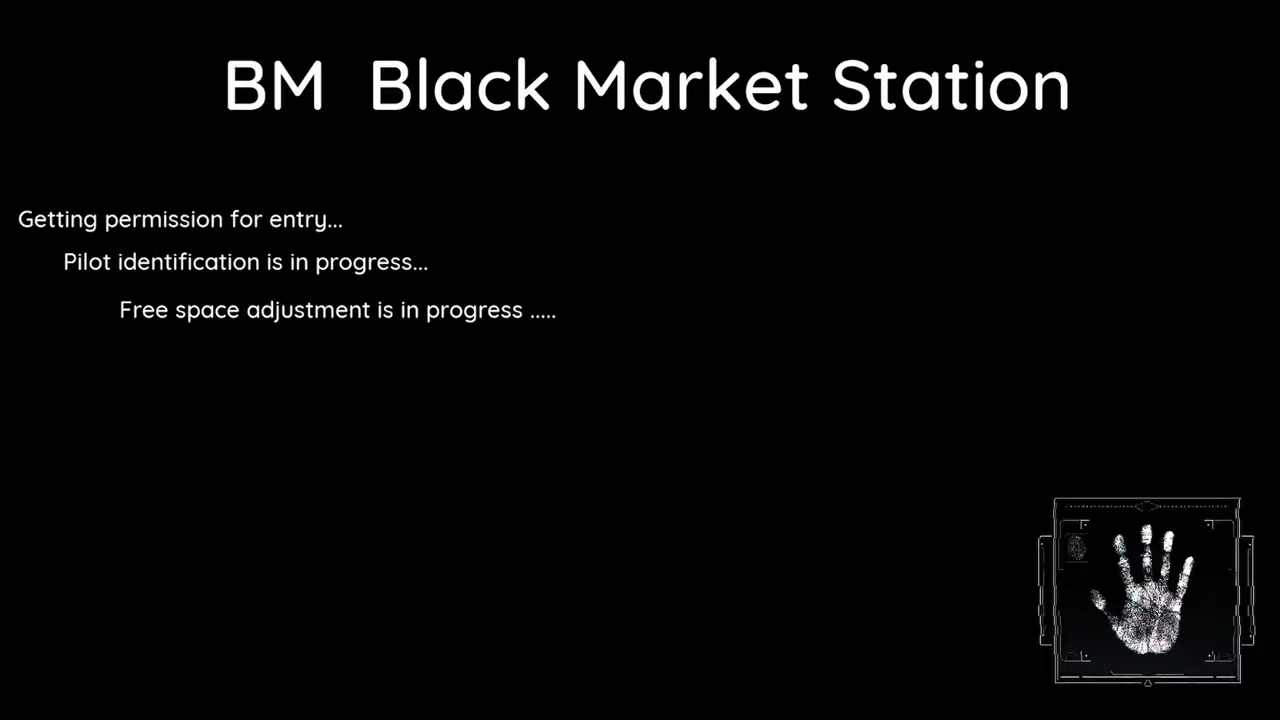 BM  Black Market Station
Getting permission for entry...
Pilot identification is in progress...
Free space adjustment is in progress .....